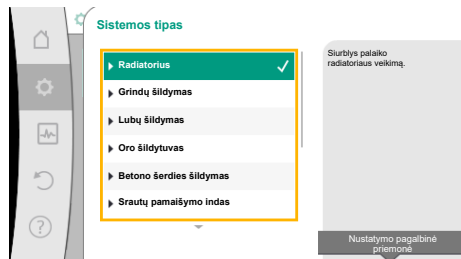 Sistemos tipas
Radiatorius
Grindų šildymas
Lubų šildymas
Oro šildytuvas
Betono šerdies šildymas
Srautų pamaišymo indas
Siurblys palaiko
radiatoriaus veikimą.
Nustatymo pagalbinė
priemonė